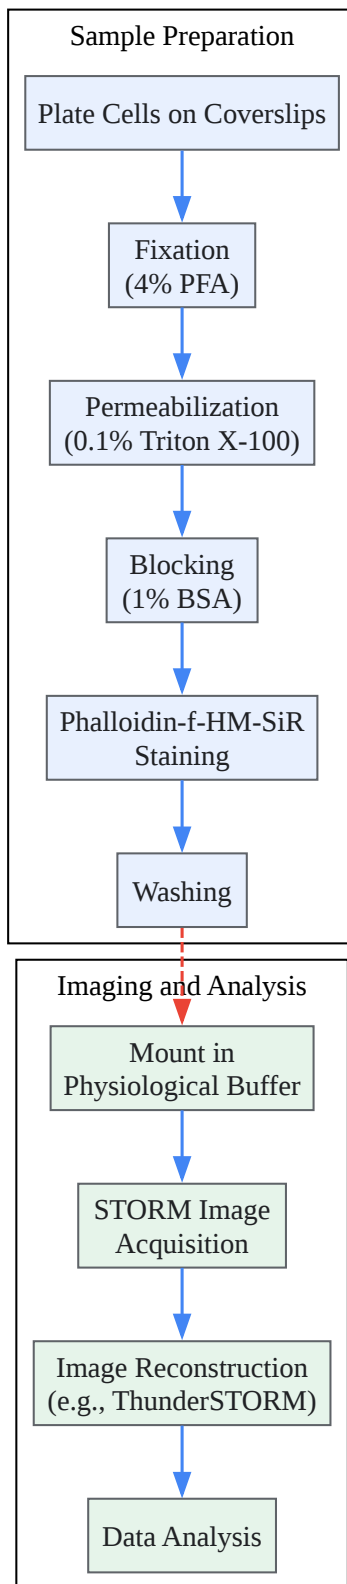 Sample Preparation
Plate Cells on Coverslips
Fixation
(4% PFA)
Permeabilization
(0.1% Triton X-100)
Blocking
(1% BSA)
Phalloidin-f-HM-SiR
Staining
Washing
Imaging and Analysis
Mount in
Physiological Buffer
STORM Image
Acquisition
Image Reconstruction
(e.g., ThunderSTORM)
Data Analysis